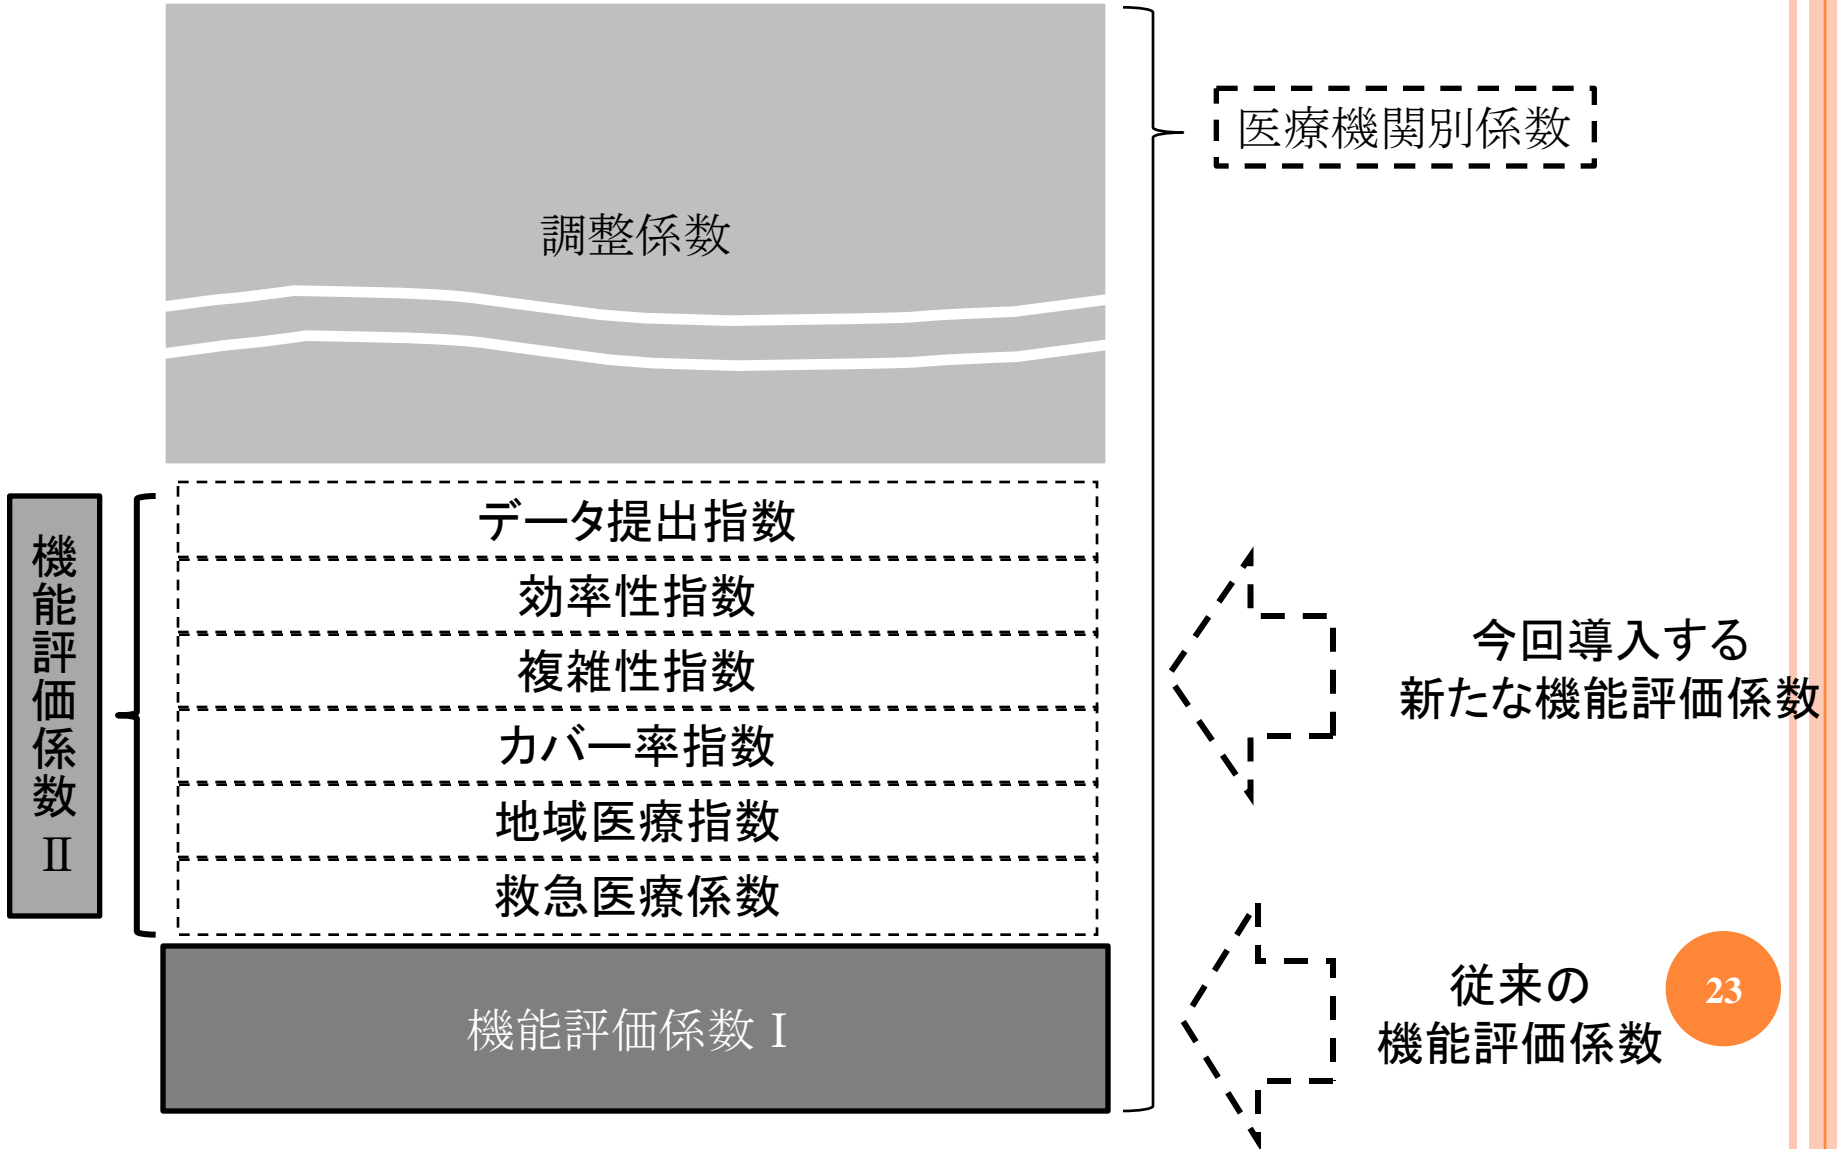 医療機関別係数
調整係数
データ提出指数
効率性指数
複雑性指数
カバー率指数
地域医療指数
救急医療係数
機能評価係数Ⅱ
今回導入する
新たな機能評価係数
機能評価係数Ⅰ
従来の
機能評価係数
23